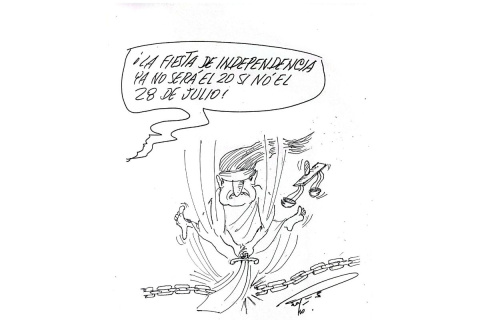 ¡LA FIESTA DE INDEPENDENCIA
YA NO SERÁ EL 20 SI NÓ EL
28 DE JULIO!